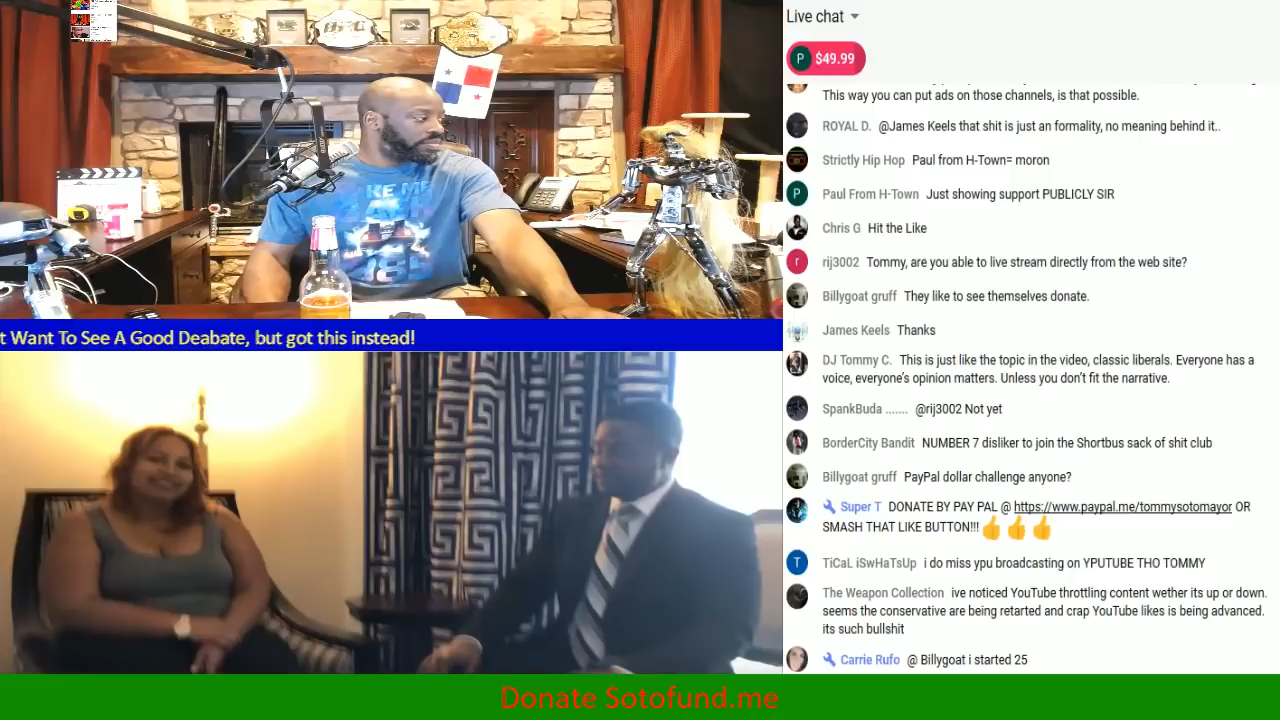 Live chat
P $49.99
This way you can put ads on those channels, is that possible.
ROYAL D. @James Keels that shit is just an formality, no meaning behind it..
Strictly Hip Hop Paul from H-Town= moron
P Paul From H-Town Just showing support PUBLICLY SIR
Chris G Hit the Like
r rij3002 Tommy, are you able to live stream directly from the web site?
Billygoat gruff They like to see themselves donate.
James Keels Thanks
DJ Tommy C. This is just like the topic in the video, classic liberals. Everyone has a
voice, everyone's opinion matters. Unless you don't fit the narrative.
SpankBuda ....... @rij3002 Not yet
BorderCity Bandit NUMBER 7 disliker to join the Shortbus sack of shit club
Billygoat gruff PayPal dollar challenge anyone?
Super T DONATE BY PAY PAL @ https://www.paypal.me/tommysotomayor OR
SMASH THAT LIKE BUTTON!!!
T TiCaL iSwHaTsUp i do miss ypu broadcasting on YPUTUBE THO TOMMY
The Weapon Collection ive noticed YouTube throttling content wether its up or down.
seems the conservative are being retarted and crap YouTube likes is being advanced.
its such bullshit
Carrie Rufo @ Billygoat i started 25
t Want To See A Good Deabate, but got this instead!
Donate Sotofund.me